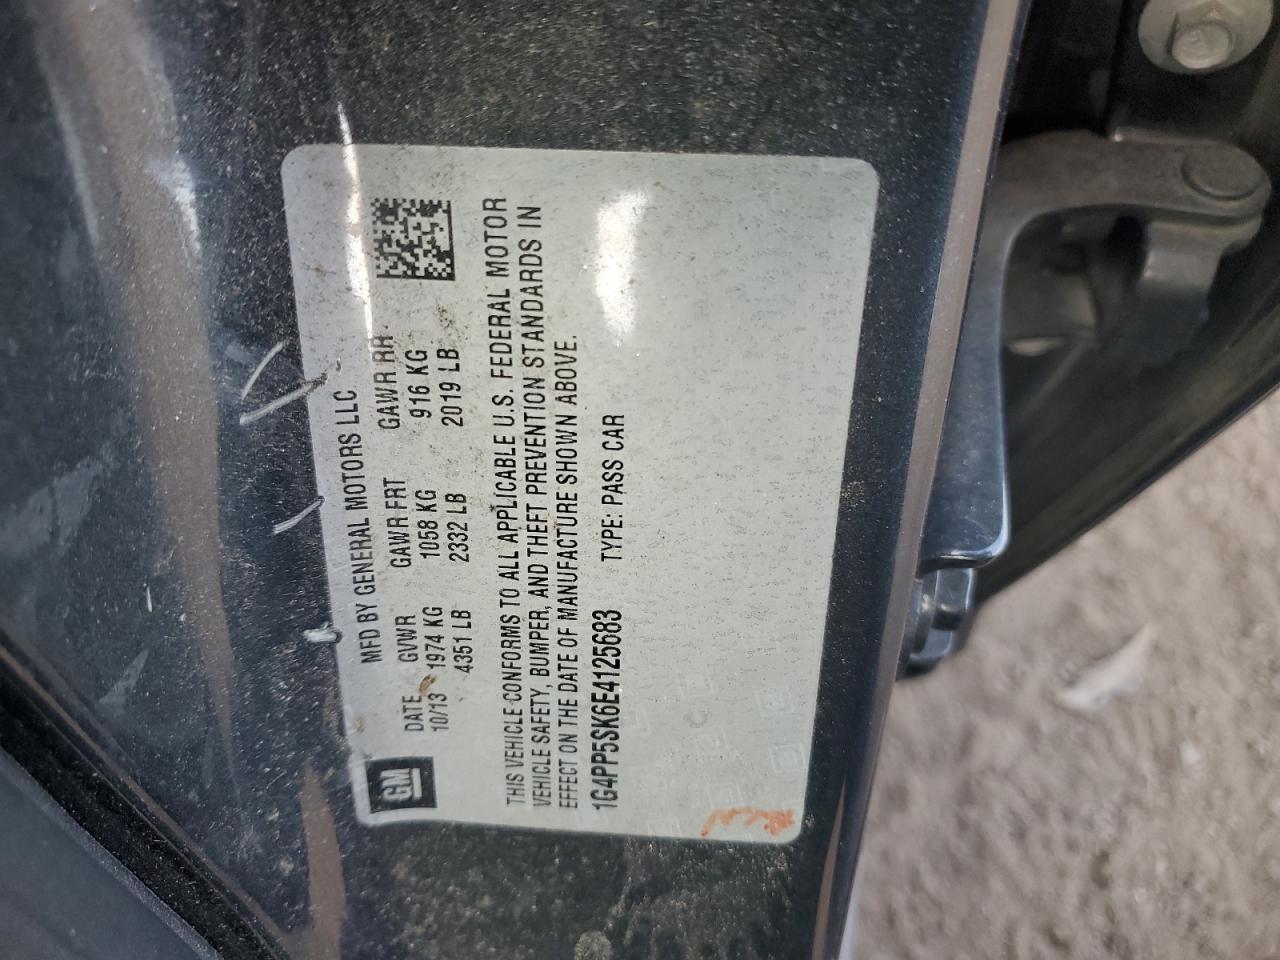 GM
MFD BY GENERAL MOTORS LLC
DATE GVWR GAWR FRT GAWR RR
10/13 1974 KG 1058 KG 916 KG
4351 LB 2332 LB 2019 LB
THIS VEHICLE CONFORMS TO ALL APPLICABLE U.S. FEDERAL MOTOR
VEHICLE SAFETY, BUMPER, AND THEFT PREVENTION STANDARDS IN
EFFECT ON THE DATE OF MANUFACTURE SHOWN ABOVE.
1G4PP5SK6E4125683 TYPE: PASS CAR